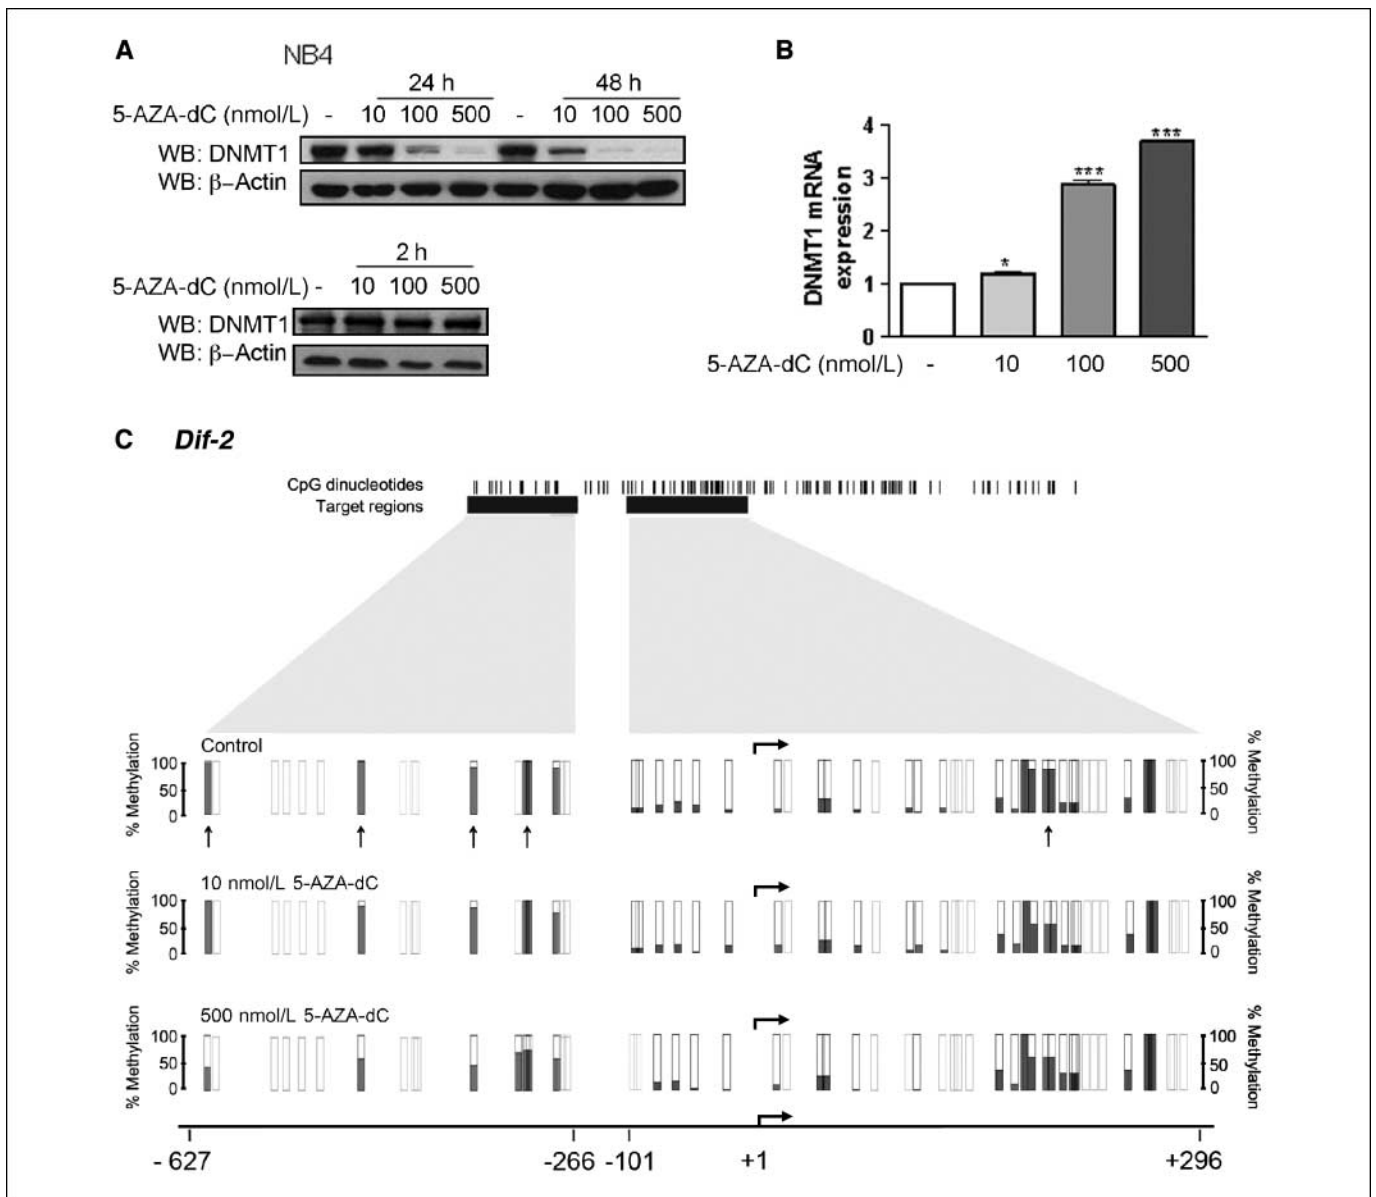 A
NB4
24 h 48 h
5-AZA-dC (nmol/L) - 10 100 500 - 10 100 500
WB: DNMT1
WB: β-Actin
2 h
5-AZA-dC (nmol/L) - 10 100 500
WB: DNMT1
WB: β-Actin
B
DNMT1 mRNA
expression
4
3
2
1
0
* *** ***
5-AZA-dC (nmol/L) - 10 100 500
C Dif-2
CpG dinucleotides
Target regions
Control
% Methylation
100
50
0
100
50
0
% Methylation
10 nmol/L 5-AZA-dC
% Methylation
100
50
0
100
50
0
% Methylation
500 nmol/L 5-AZA-dC
% Methylation
100
50
0
100
50
0
% Methylation
- 627 -266 -101 +1 +296